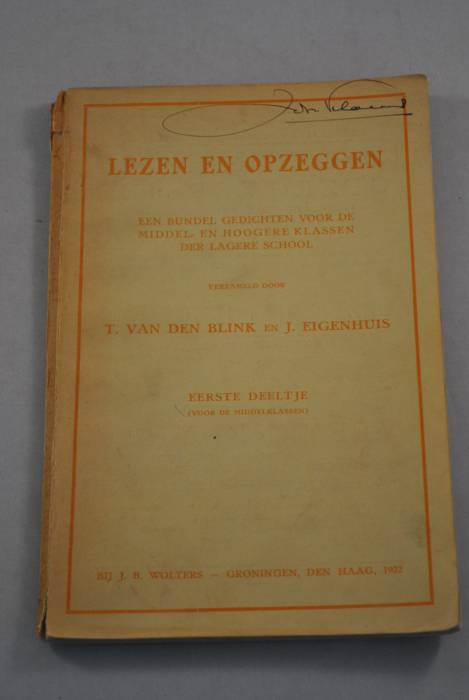 LEZEN EN OPZEGGEN
EEN BUNDEL GEDICHTEN VOOR DE
MIDDEL- EN HOOGERE KLASSEN
DER LAGERE SCHOOL
VERZAMELD DOOR
T. VAN DEN BLINK EN J. EIGENHUIS
EERSTE DEELTJE
(VOOR DE MIDDELKLASSEN)
BIJ J. B. WOLTERS — GRONINGEN, DEN HAAG, 1922